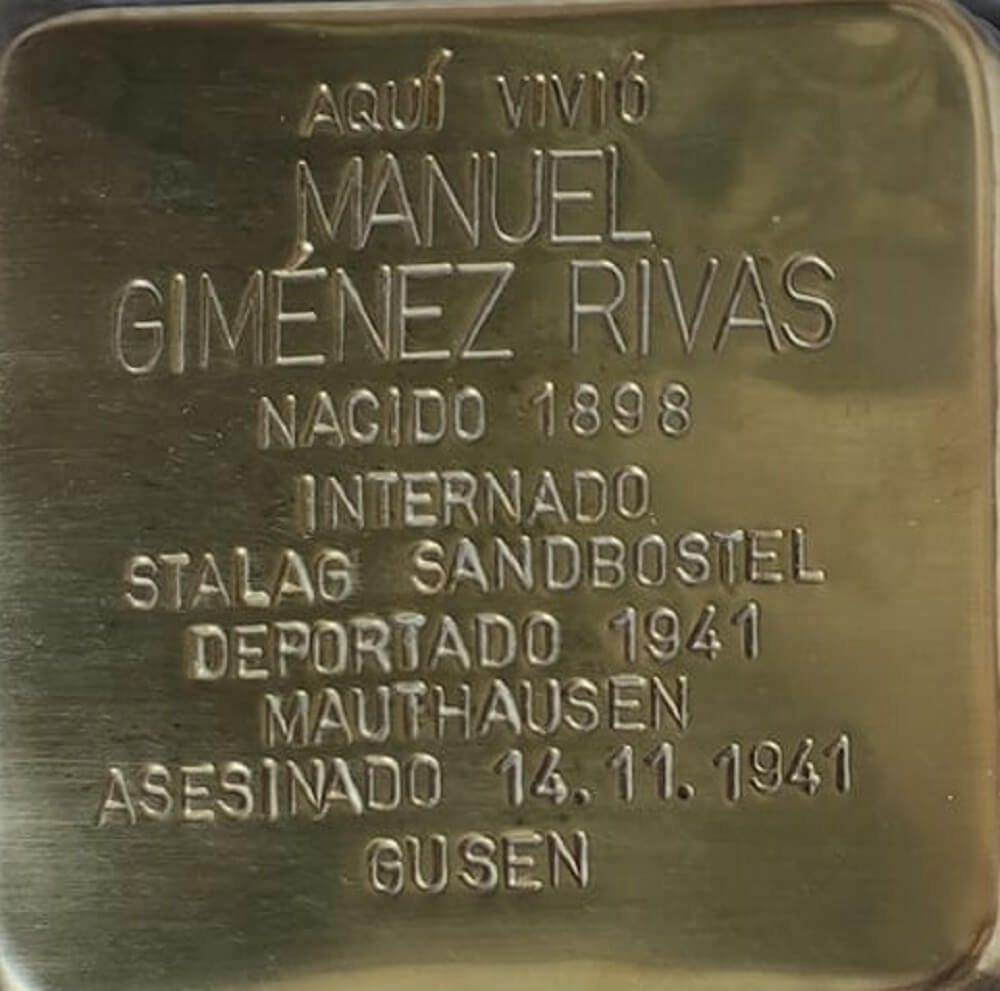 AQUÍ VIVIÓ
MANUEL
GIMÉNEZ RIVAS
NACIDO 1898
INTERNADO
STALAG SANDBOSTEL
DEPORTADO 1941
MAUTHAUSEN
ASESINADO 14.11.1941
GUSEN